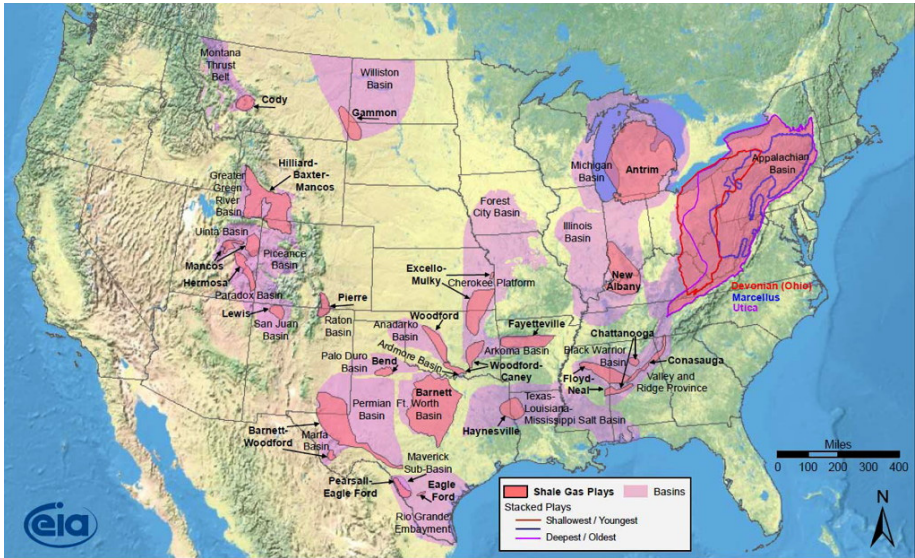 Montana
Thrust
Belt
Cody
Williston
Basin
Gammon
Hilliard-
Baxter-
Mancos
Greater
Green
River
Basin
Uinta Basin
Mancos
Piceance
Basin
Hermosa
Paradox Basin
Lewis
San Juan
Basin
Pierre
Raton
Basin
Forest
City Basin
Excello-
Mulky
Cherokee Platform
Woodford
Anadarko
Basin
Ardmore Basin
Palo Duro
Basin
Bend
Fayetteville
Arkoma Basin
Woodford-
Caney
Michigan
Basin
Antrim
Illinois
Basin
New
Albany
Appalachian
Basin
Devonian (Ohio)
Marcellus
Utica
Chattanooga
Black Warrior
Basin
Conasauga
Floyd-
Neal
Valley and
Ridge Province
Permian
Basin
Barnett
Ft. Worth
Basin
Texas-
Louisiana-
Mississippi Salt Basin
Haynesville
Barnett-
Woodford
Marfa
Basin
Maverick
Sub-Basin
Pearsall-
Eagle Ford
Eagle
Ford
Rio Grande
Embayment
Miles
0 100 200 300 400
N
Shale Gas Plays
Basins
Stacked Plays
Shallowest / Youngest
Deepest / Oldest
eia